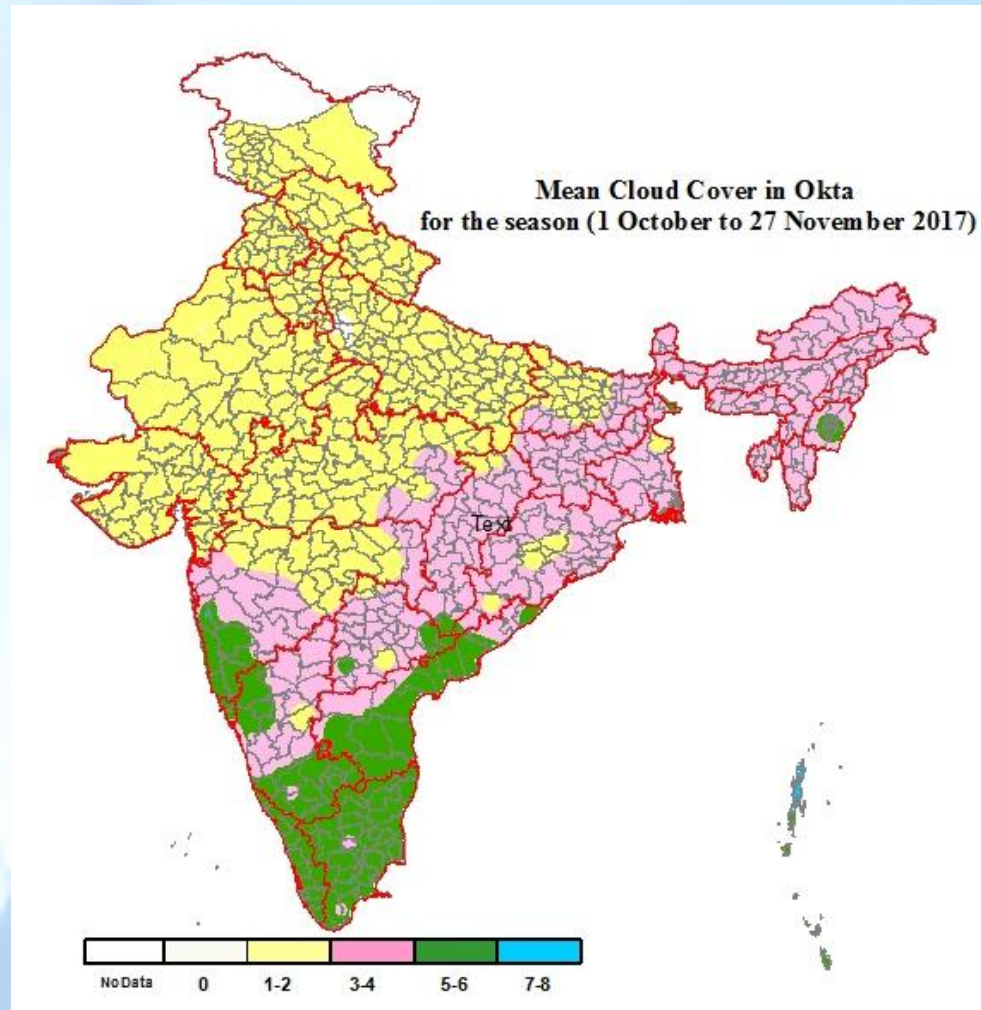 Mean Cloud Cover in Okta
for the season (1 October to 27 November 2017)
Text
No Data 0 1-2 3-4 5-6 7-8